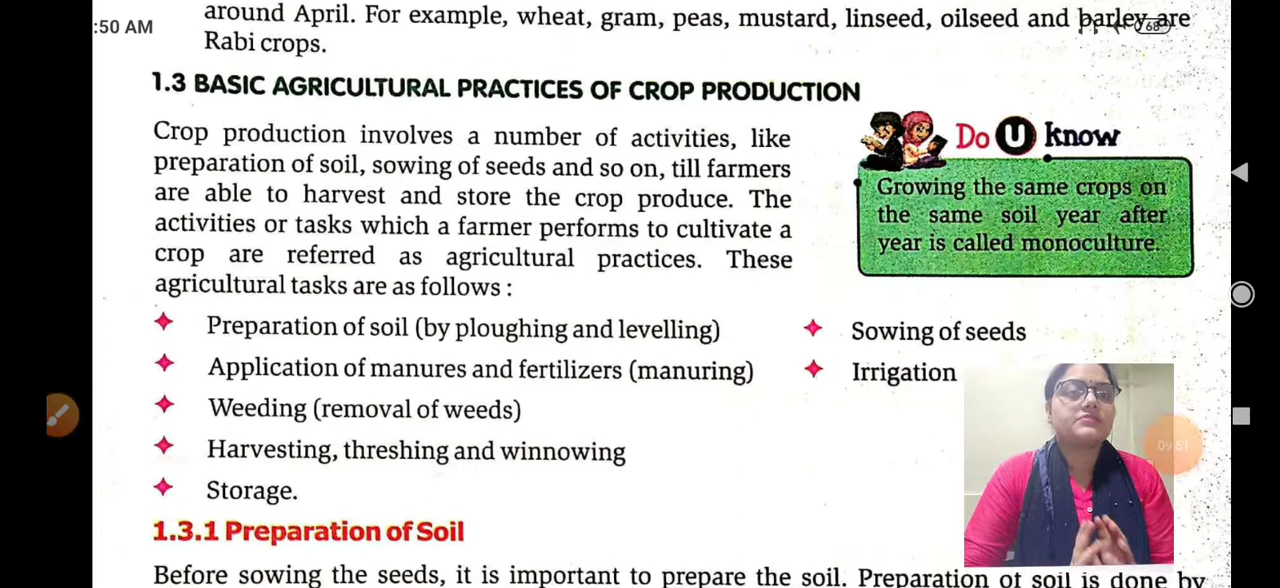 around April. For example, wheat, gram, peas, mustard, linseed, oilseed and barley are
:50 AM
68
Rabi crops.
1.3 BASIC AGRICULTURAL PRACTICES OF CROP PRODUCTION
Crop production involves a number of activities, like
preparation of soil, sowing of seeds and so on, till farmers
are able to harvest and store the crop produce. The
activities or tasks which a farmer performs to cultivate a
crop are referred as agricultural practices. These
agricultural tasks are as follows :
Do U know
Growing the same crops on
the same soil year after
year is called monoculture.
Preparation of soil (by ploughing and levelling)
Sowing of seeds
Application of manures and fertilizers (manuring)
Irrigation
Weeding (removal of weeds)
Harvesting, threshing and winnowing
09:51
Storage.
1.3.1 Preparation of Soil
Before sowing the seeds, it is important to prepare the soil. Preparation of soil is done by